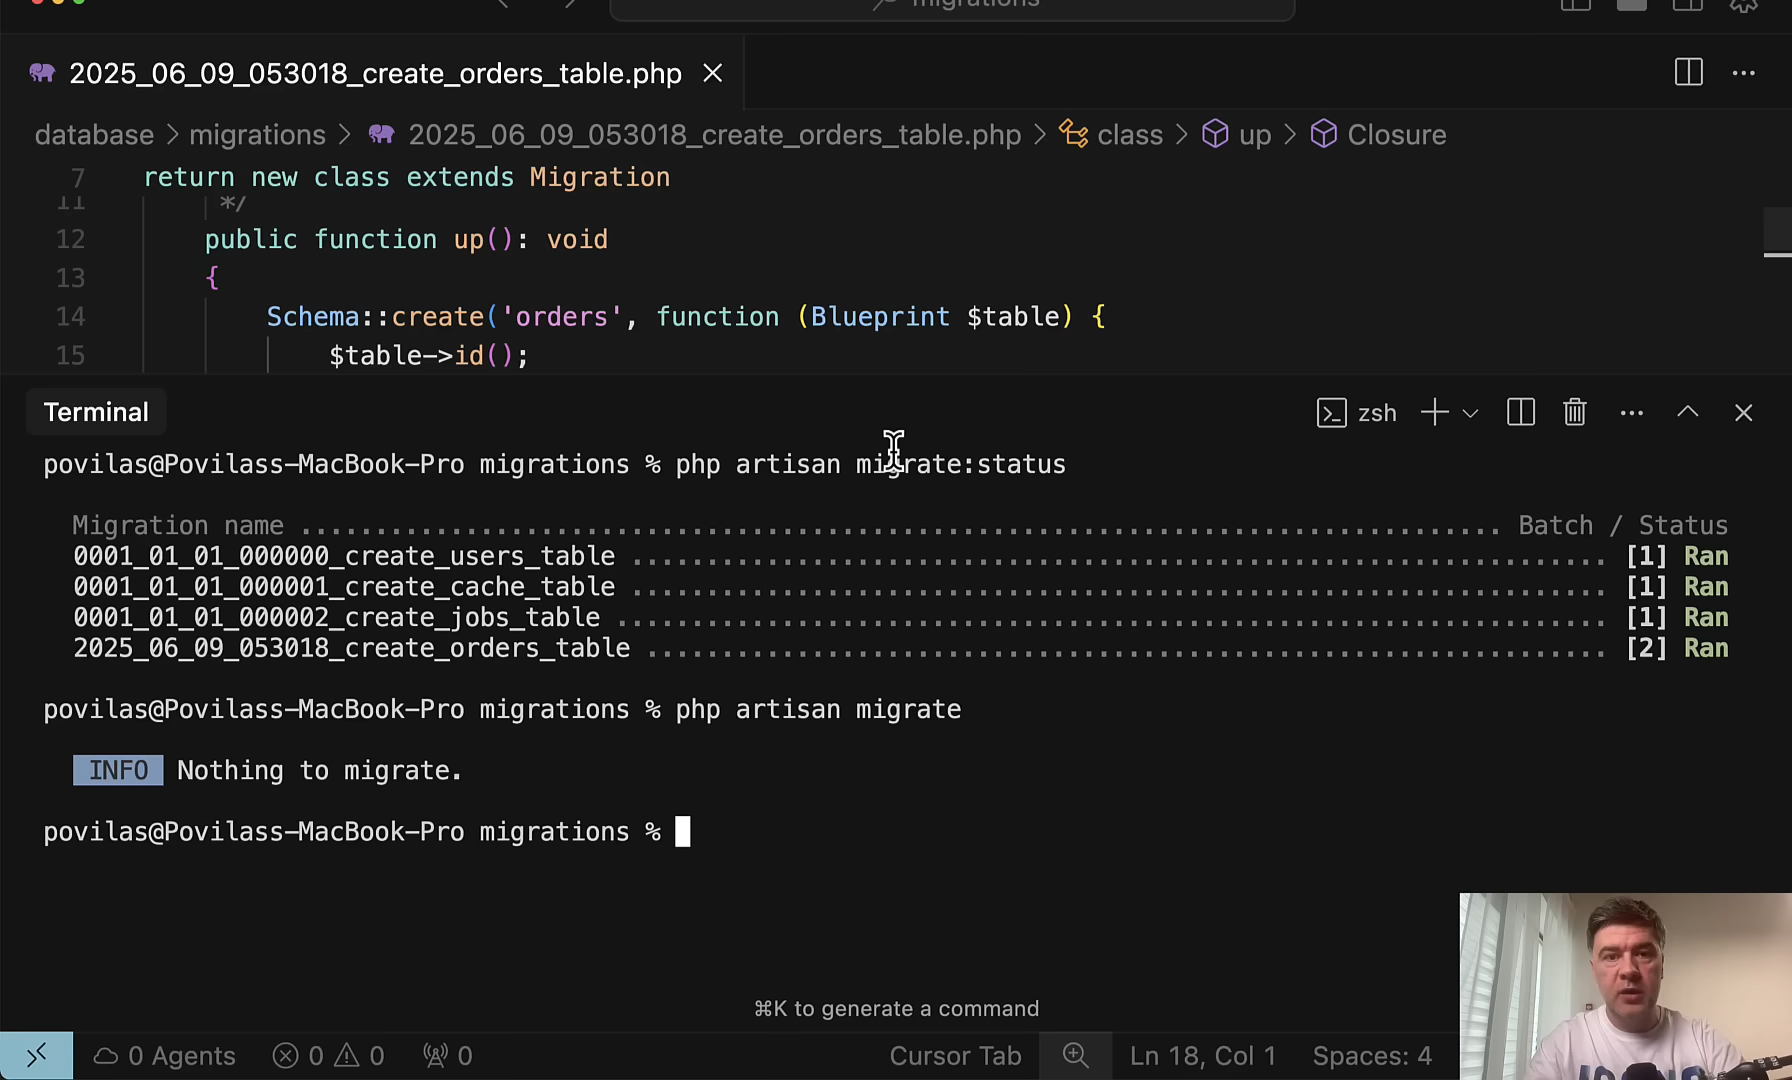 migrations
2025_06_09_053018_create_orders_table.php
database > migrations > 2025_06_09_053018_create_orders_table.php > class > up > Closure
7 return new class extends Migration
11 */
12 public function up(): void
13 {
14 Schema::create('orders', function (Blueprint $table) {
15 $table->id();
Terminal
zsh
povilas@Povilass-MacBook-Pro migrations % php artisan migrate:status
Migration name ........ Batch / Status
0001_01_01_000000_create_users_table ........ [1] Ran
0001_01_01_000001_create_cache_table ........ [1] Ran
0001_01_01_000002_create_jobs_table ........ [1] Ran
2025_06_09_053018_create_orders_table ........ [2] Ran
povilas@Povilass-MacBook-Pro migrations % php artisan migrate
INFO Nothing to migrate.
povilas@Povilass-MacBook-Pro migrations %
⌘K to generate a command
0 Agents 0 0 0 Cursor Tab Ln 18, Col 1 Spaces: 4